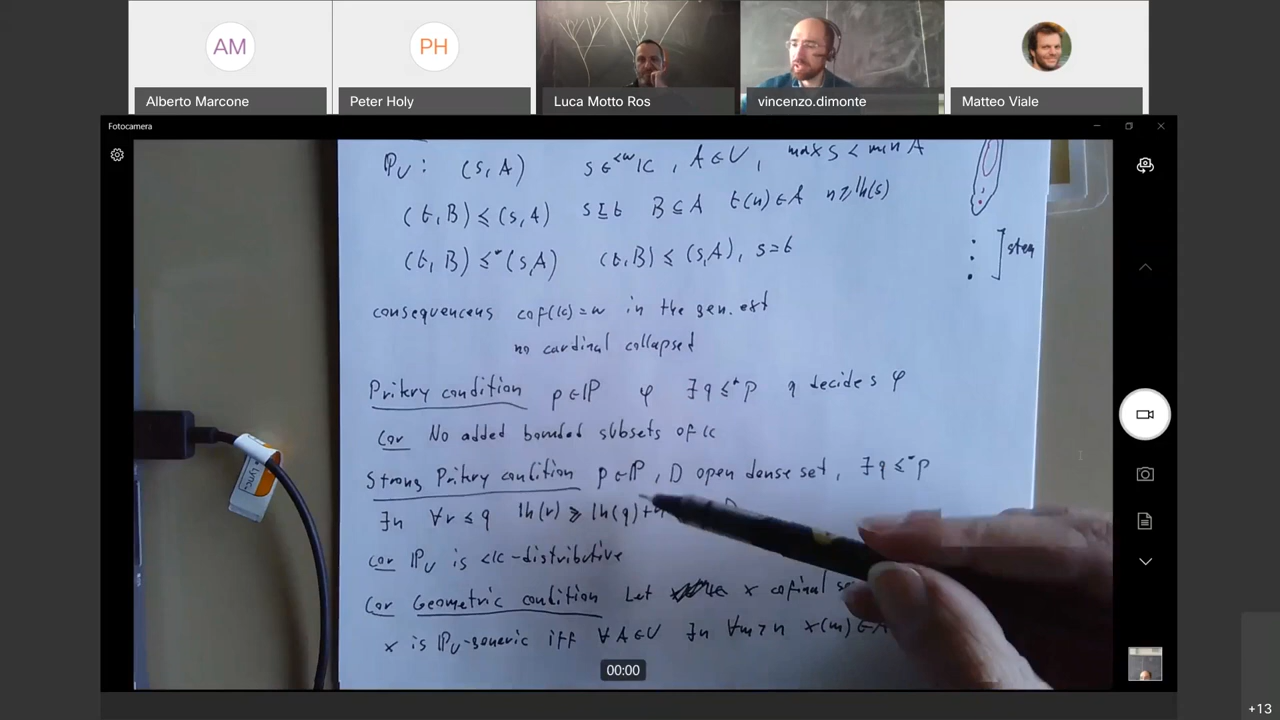 AM
PH
Alberto Marcone
Peter Holy
Luca Motto Ros
vincenzo.dimonte
Matteo Viale
Fotocamera
ℙ_U : (s, A) s ∈ ^{<ω}κ , A ∈ U , max s < min A
(t, B) ≤ (s, A) s ⊑ t B ⊆ A t(n) ∈ A n ≥ lh(s)
(t, B) ≤* (s, A) (t, B) ≤ (s, A), s = t
stem
consequences cof(κ) = ω in the gen. ext
no cardinal collapsed
Prikry condition p ∈ ℙ φ ∃q ≤* p q decides φ
Cor No added bounded subsets of κ
Strong Prikry condition p ∈ ℙ , D open dense set, ∃q ≤* p
∃n ∀r ≤ q lh(r) ≥ lh(q) + n
Cor ℙ_U is <κ-distributive
Cor Geometric condition Let x cofinal
x is ℙ_U-generic iff ∀A ∈ U ∃n ∀m > n x(m) ∈ A
00:00
+13